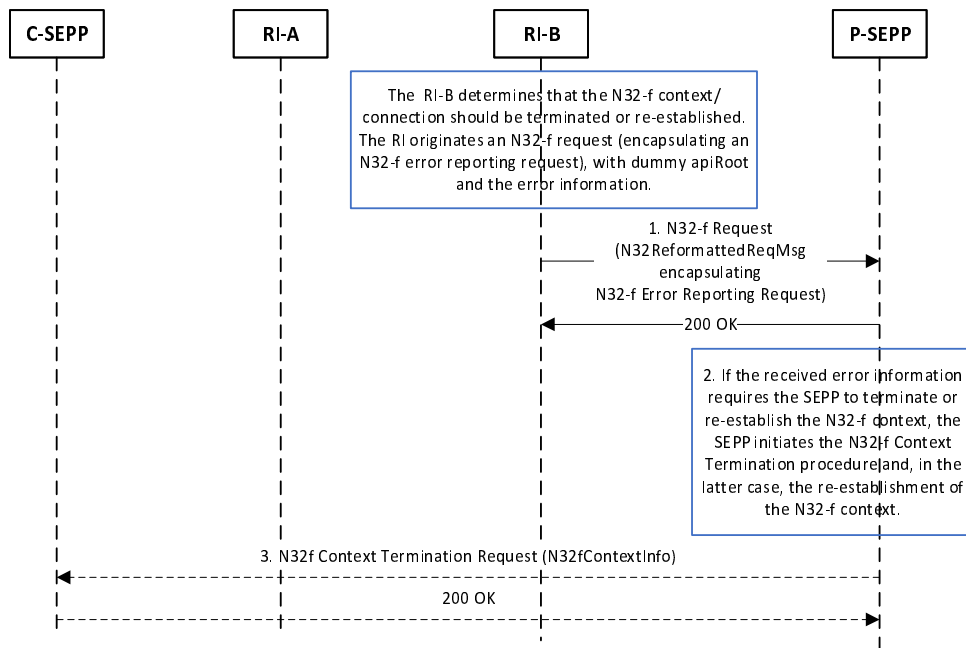 C-SEPP
RI-A
RI-B
P-SEPP
The RI-B determines that the N32-f context/
connection should be terminated or re-established.
The RI originates an N32-f request (encapsulating an
N32-f error reporting request), with dummy apiRoot
and the error information.
1. N32-f Request
(N32ReformattedReqMsg
encapsulating
N32-f Error Reporting Request)
200 OK
2. If the received error information
requires the SEPP to terminate or
re-establish the N32-f context, the
SEPP initiates the N32-f Context
Termination procedure and, in the
latter case, the re-establishment of
the N32-f context.
3. N32f Context Termination Request (N32fContextInfo)
200 OK